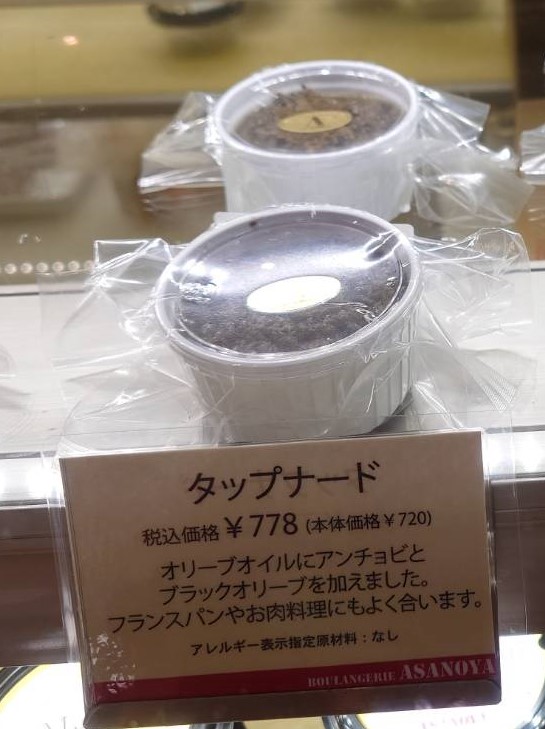 タップナード
税込価格￥778 (本体価格￥720)
オリーブオイルにアンチョビと
ブラックオリーブを加えました。
フランスパンやお肉料理にもよく合います。
アレルギー表示指定原材料：なし
BOULANGERIE ASANOYA
ASANOYA